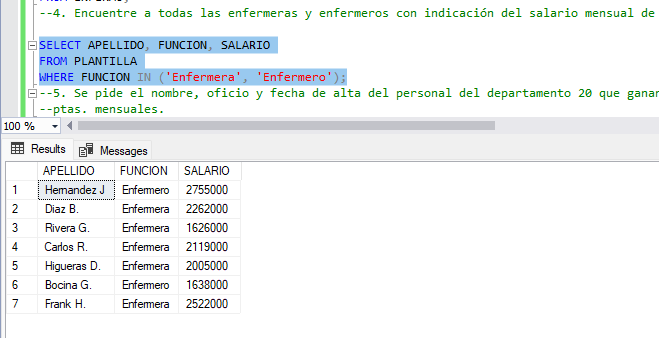 --4. Encuentre a todas las enfermeras y enfermeros con indicación del salario mensual de
SELECT APELLIDO, FUNCION, SALARIO
FROM PLANTILLA
WHERE FUNCION IN ('Enfermera', 'Enfermero');
--5. Se pide el nombre, oficio y fecha de alta del personal del departamento 20 que ganan
--ptas. mensuales.
100 %
Results Messages
APELLIDO FUNCION SALARIO
1 Hernandez J Enfermero 2755000
2 Diaz B. Enfermera 2262000
3 Rivera G. Enfermera 1626000
4 Carlos R. Enfermera 2119000
5 Higueras D. Enfermera 2005000
6 Bocina G. Enfermero 1638000
7 Frank H. Enfermera 2522000